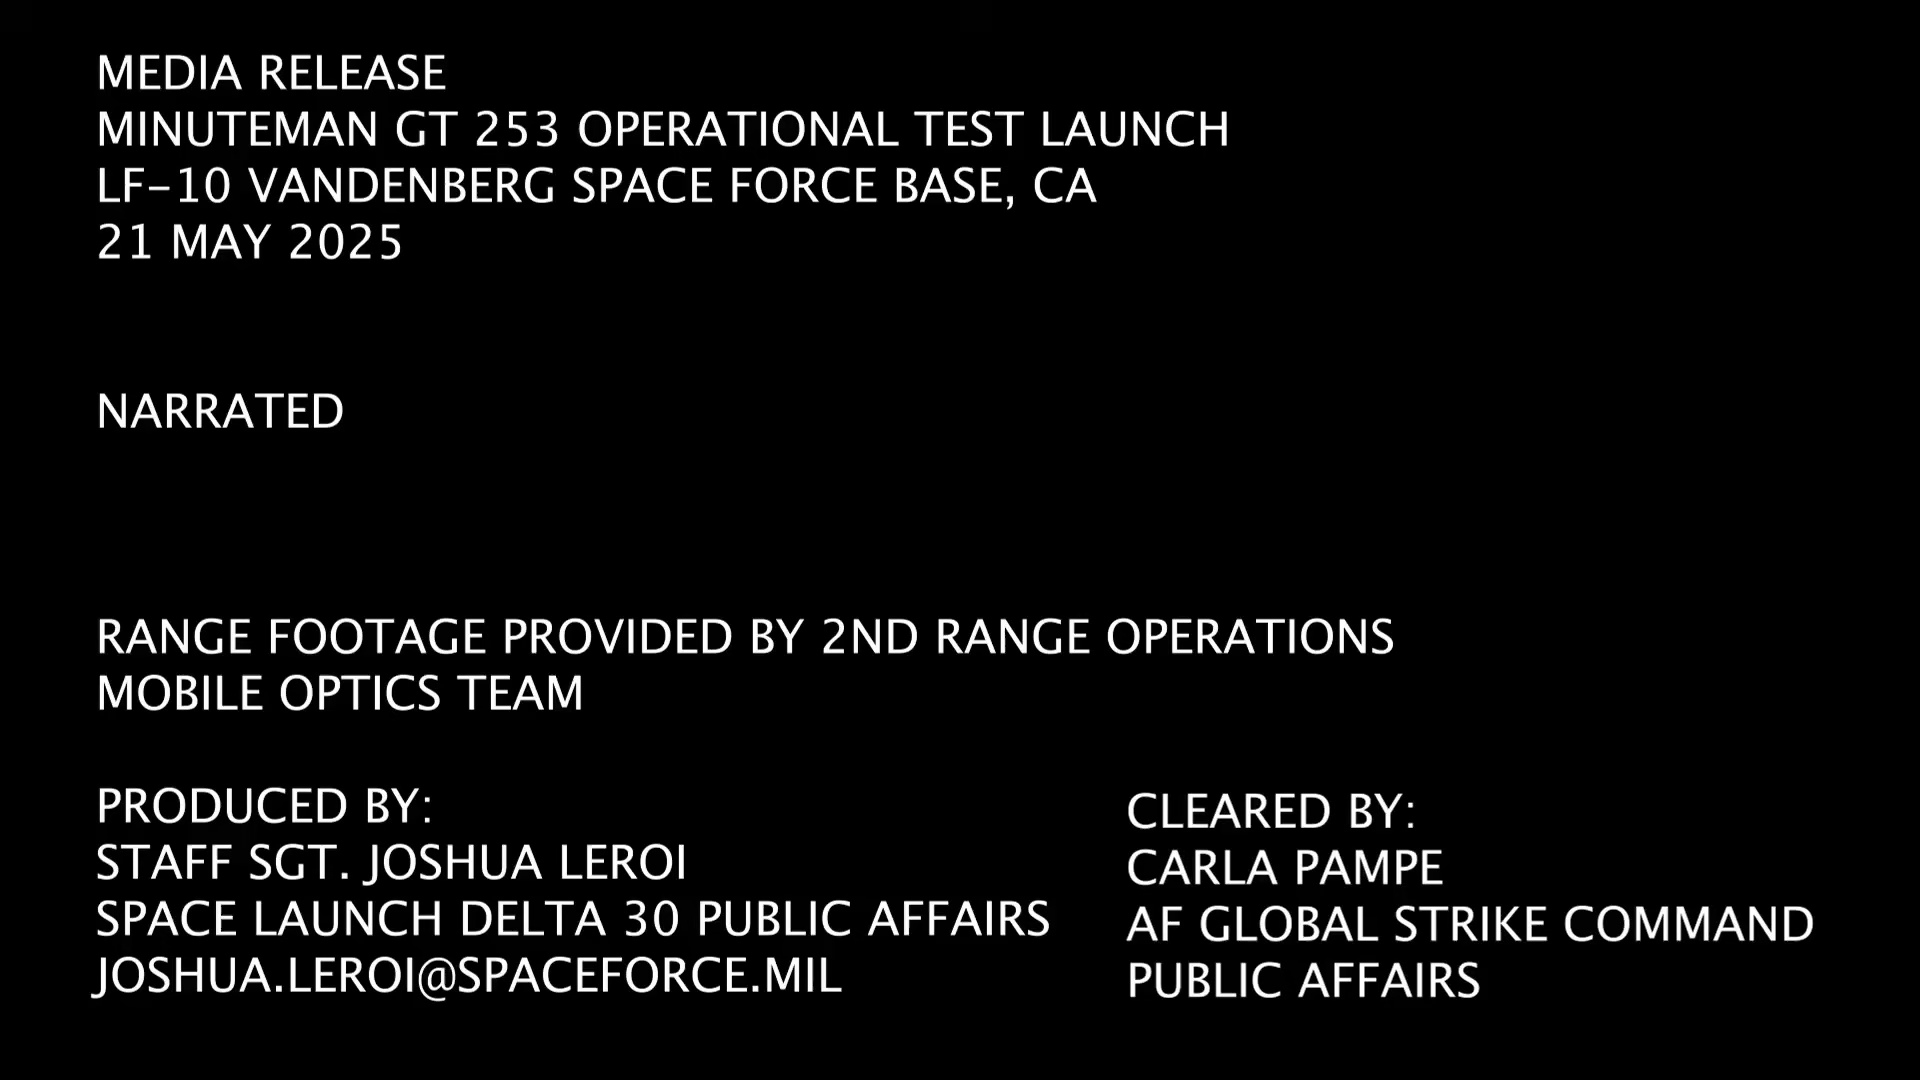 MEDIA RELEASE
MINUTEMAN GT 253 OPERATIONAL TEST LAUNCH
LF-10 VANDENBERG SPACE FORCE BASE, CA
21 MAY 2025
NARRATED
RANGE FOOTAGE PROVIDED BY 2ND RANGE OPERATIONS
MOBILE OPTICS TEAM
PRODUCED BY:
STAFF SGT. JOSHUA LEROI
SPACE LAUNCH DELTA 30 PUBLIC AFFAIRS
JOSHUA.LEROI@SPACEFORCE.MIL
CLEARED BY:
CARLA PAMPE
AF GLOBAL STRIKE COMMAND
PUBLIC AFFAIRS